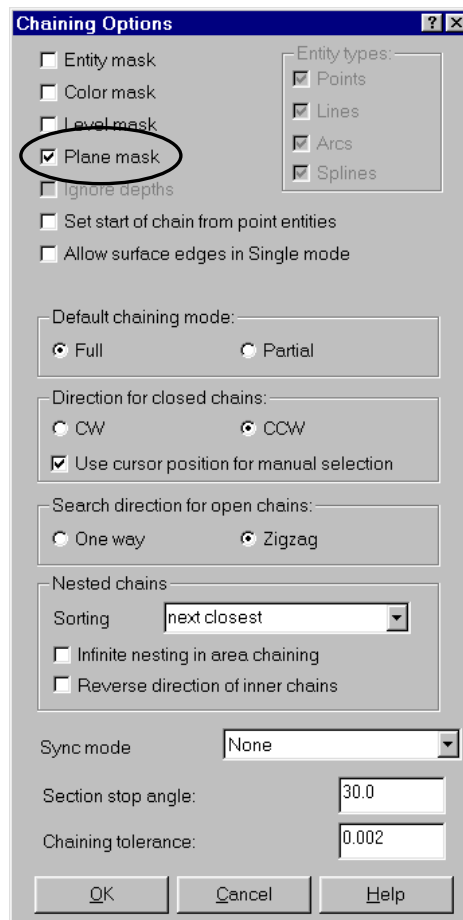 Chaining Options
Entity mask
Color mask
Level mask
Plane mask
Ignore depths
Entity types:
Points
Lines
Arcs
Splines
Set start of chain from point entities
Allow surface edges in Single mode
Default chaining mode:
Full Partial
Direction for closed chains:
CW CCW
Use cursor position for manual selection
Search direction for open chains:
One way Zigzag
Nested chains
Sorting next closest
Infinite nesting in area chaining
Reverse direction of inner chains
Sync mode None
Section stop angle: 30.0
Chaining tolerance: 0.002
OK Cancel Help